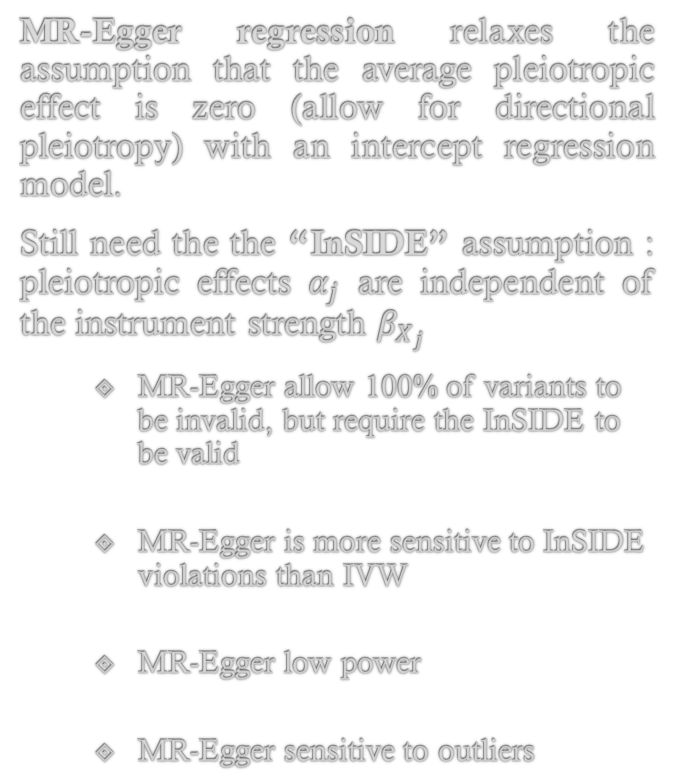 MR-Egger regression relaxes the
assumption that the average pleiotropic
effect is zero (allow for directional
pleiotropy) with an intercept regression
model.
Still need the the “InSIDE” assumption :
pleiotropic effects αⱼ are independent of
the instrument strength β_{X_j}
❖ MR-Egger allow 100% of variants to
be invalid, but require the InSIDE to
be valid
❖ MR-Egger is more sensitive to InSIDE
violations than IVW
❖ MR-Egger low power
❖ MR-Egger sensitive to outliers